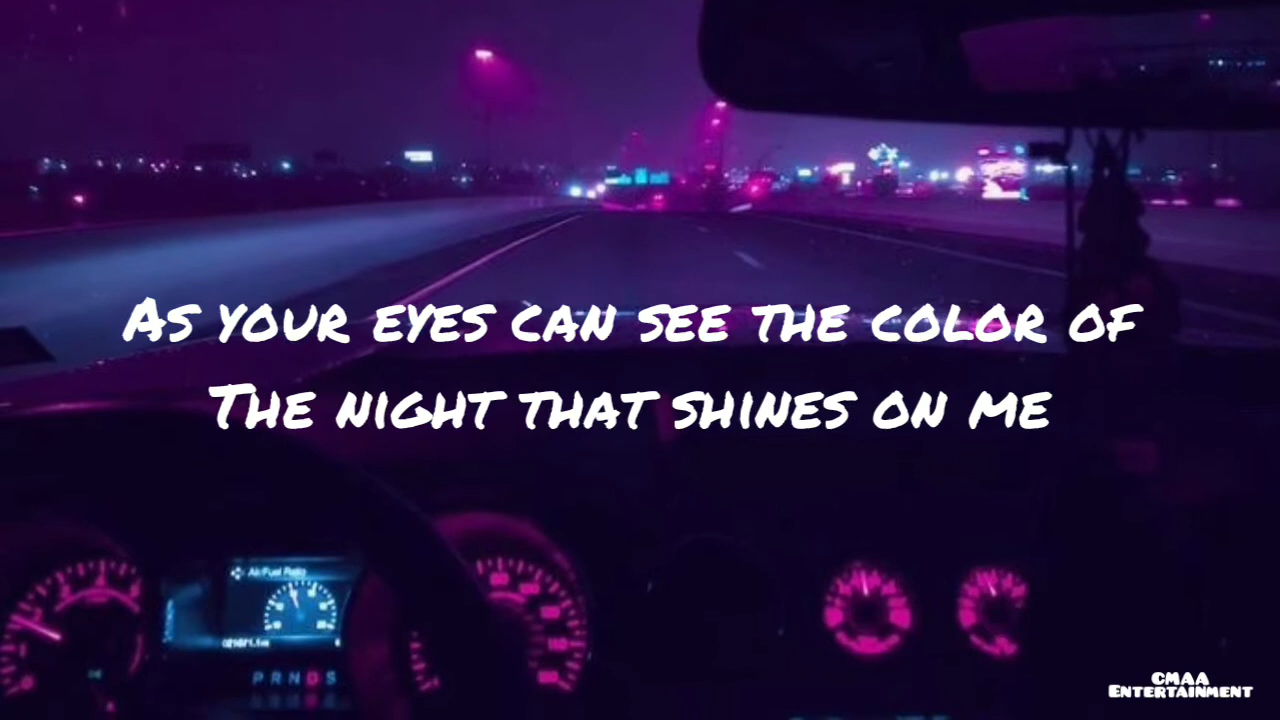 As your eyes can see the color of
The night that shines on me
Air/Fuel Ratio
P R N D S
CMAA
Entertainment